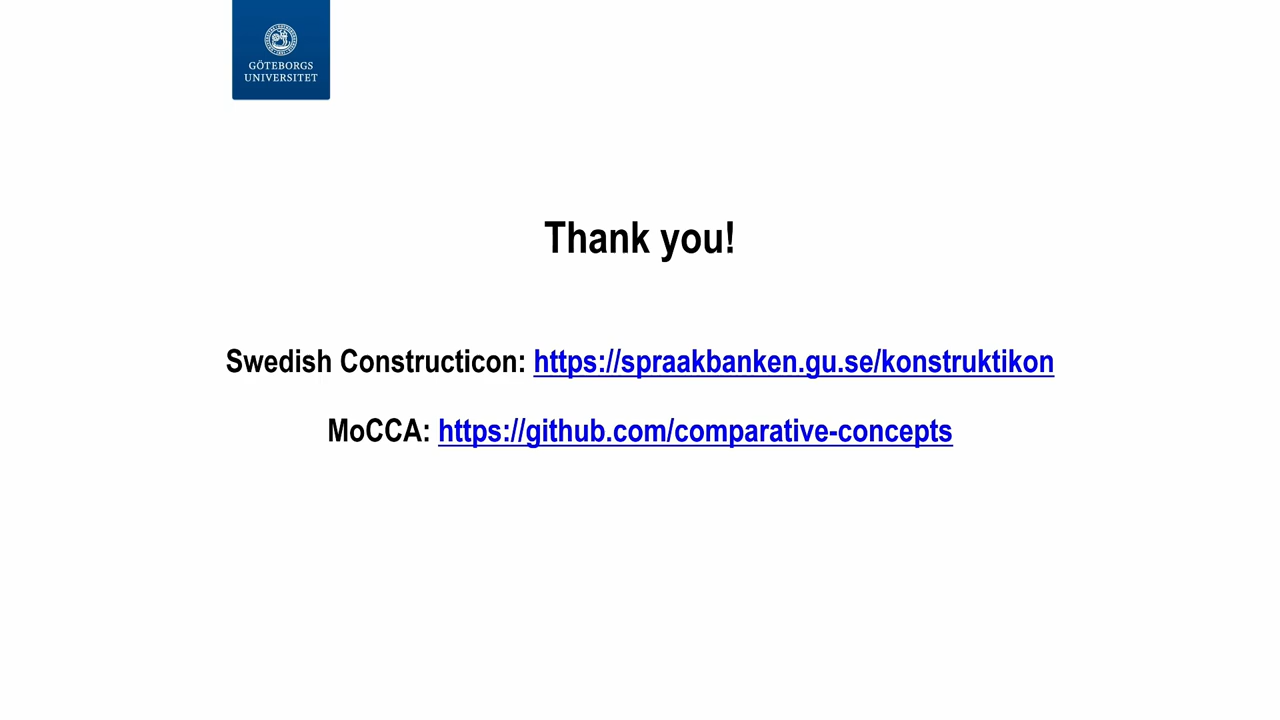 GÖTEBORGS
UNIVERSITET
Thank you!
Swedish Constructicon: https://spraakbanken.gu.se/konstruktikon
MoCCA: https://github.com/comparative-concepts